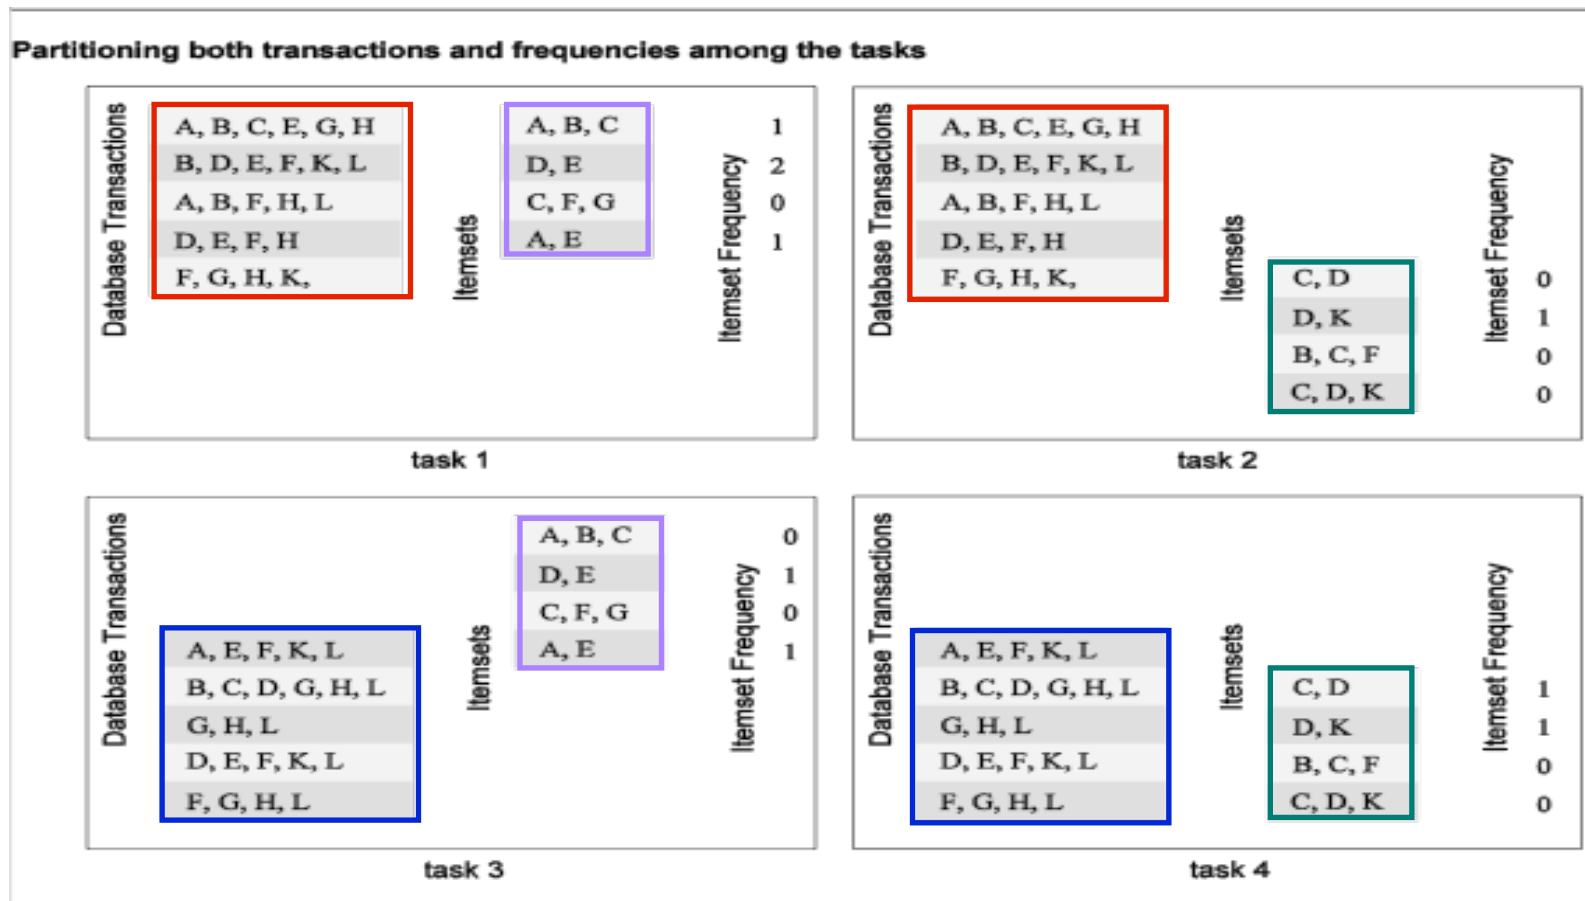 Partitioning both transactions and frequencies among the tasks
Database Transactions
A, B, C, E, G, H
B, D, E, F, K, L
A, B, F, H, L
D, E, F, H
F, G, H, K,
Itemsets
A, B, C
D, E
C, F, G
A, E
Itemset Frequency
1
2
0
1
task 1
Database Transactions
A, B, C, E, G, H
B, D, E, F, K, L
A, B, F, H, L
D, E, F, H
F, G, H, K,
Itemsets
C, D
D, K
B, C, F
C, D, K
Itemset Frequency
0
1
0
0
task 2
Database Transactions
A, E, F, K, L
B, C, D, G, H, L
G, H, L
D, E, F, K, L
F, G, H, L
Itemsets
A, B, C
D, E
C, F, G
A, E
Itemset Frequency
0
1
0
1
task 3
Database Transactions
A, E, F, K, L
B, C, D, G, H, L
G, H, L
D, E, F, K, L
F, G, H, L
Itemsets
C, D
D, K
B, C, F
C, D, K
Itemset Frequency
1
1
0
0
task 4